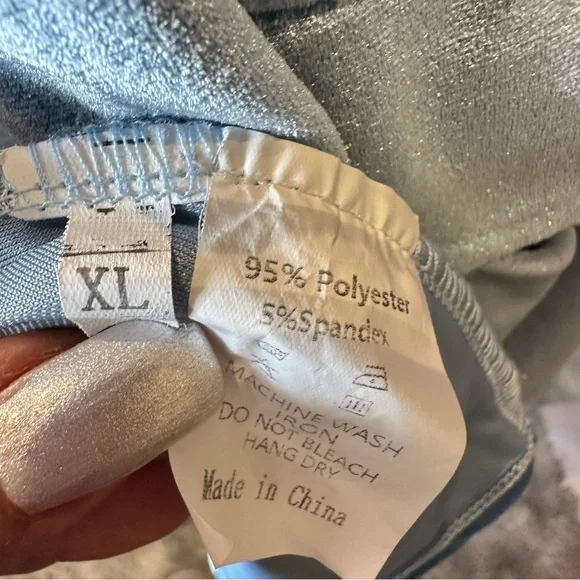 XL
95% Polyester
5%Spandex
MACHINE WASH
IRON
DO NOT BLEACH
HANG DRY
Made in China